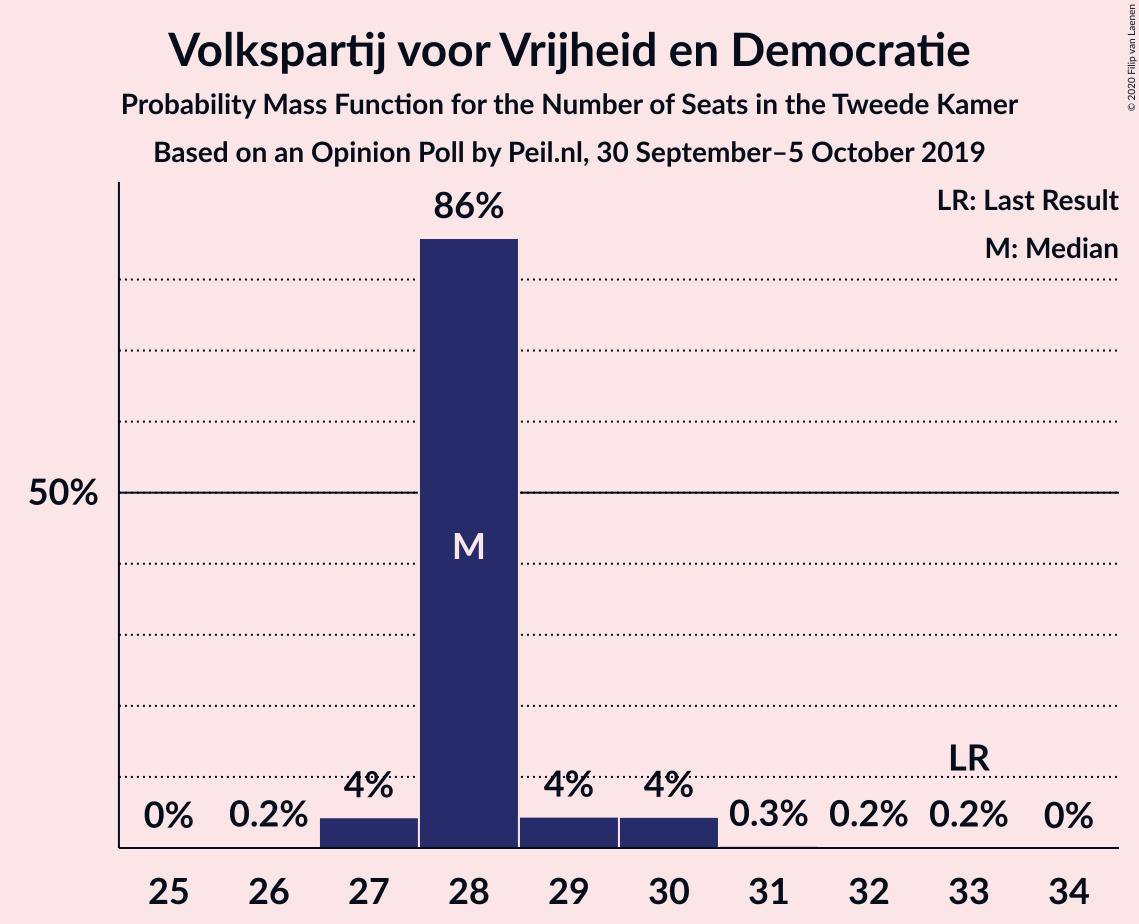 Volkspartij voor Vrijheid en Democratie
Probability Mass Function for the Number of Seats in the Tweede Kamer
Based on an Opinion Poll by Peil.nl, 30 September–5 October 2019
© 2020 Filip van Laenen
LR: Last Result
M: Median
86%
50%
M
LR
0% 0.2% 4% 4% 4% 0.3% 0.2% 0.2% 0%
25 26 27 28 29 30 31 32 33 34